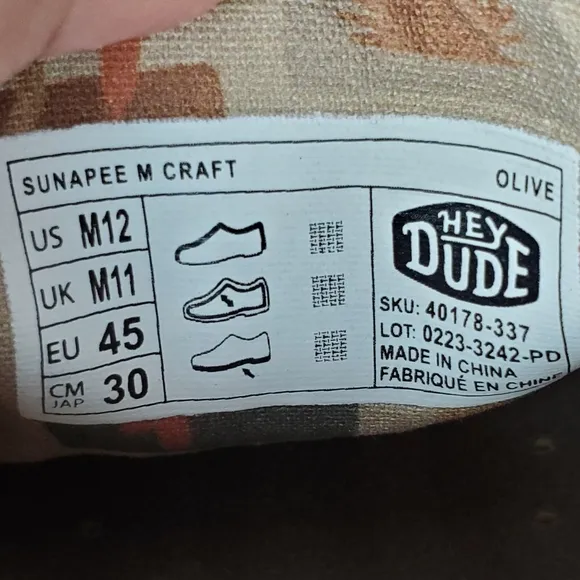 SUNAPEE M CRAFT
OLIVE
US M12
UK M11
EU 45
CM JAP 30
HEY
DUDE
SKU: 40178-337
LOT: 0223-3242-PD
MADE IN CHINA
FABRIQUÉ EN CHINE